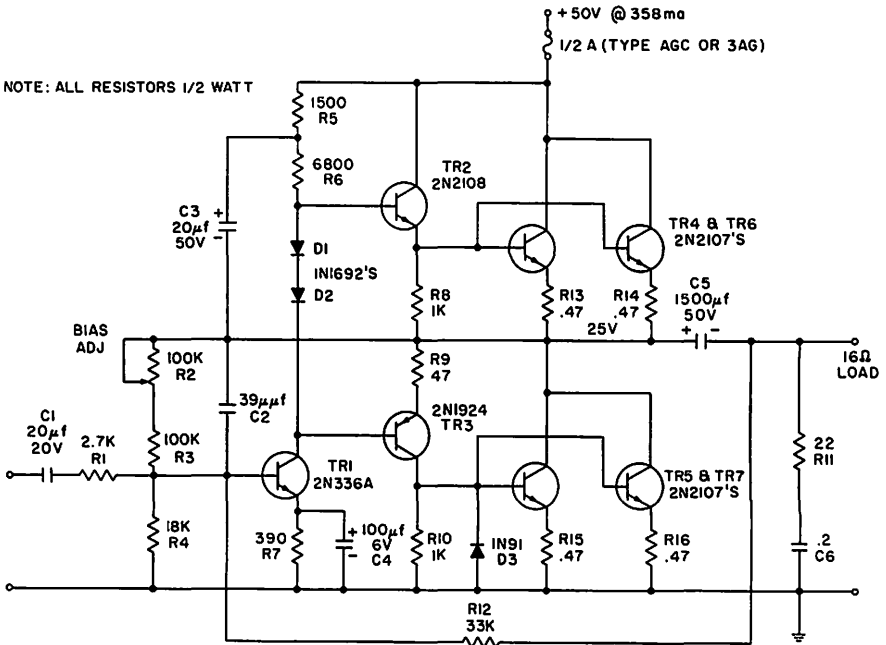 +50V @ 358ma
1/2 A (TYPE AGC OR 3AG)
NOTE: ALL RESISTORS 1/2 WATT
1500
R5
6800
R6
TR2
2N2108
C3
20µf
50V
+
-
D1
1N1692'S
D2
TR4 & TR6
2N2107'S
R8
1K
R13
.47
R14
.47
C5
1500µf
50V
+ -
25V
BIAS
ADJ
100K
R2
R9
47
16Ω
LOAD
39µµf
C2
2N1924
TR3
C1
20µf
20V
2.7K
R1
100K
R3
TR1
2N336A
TR5 & TR7
2N2107'S
22
R11
18K
R4
390
R7
+
-
100µf
6V
C4
R10
1K
1N91
D3
R15
.47
R16
.47
.2
C6
R12
33K